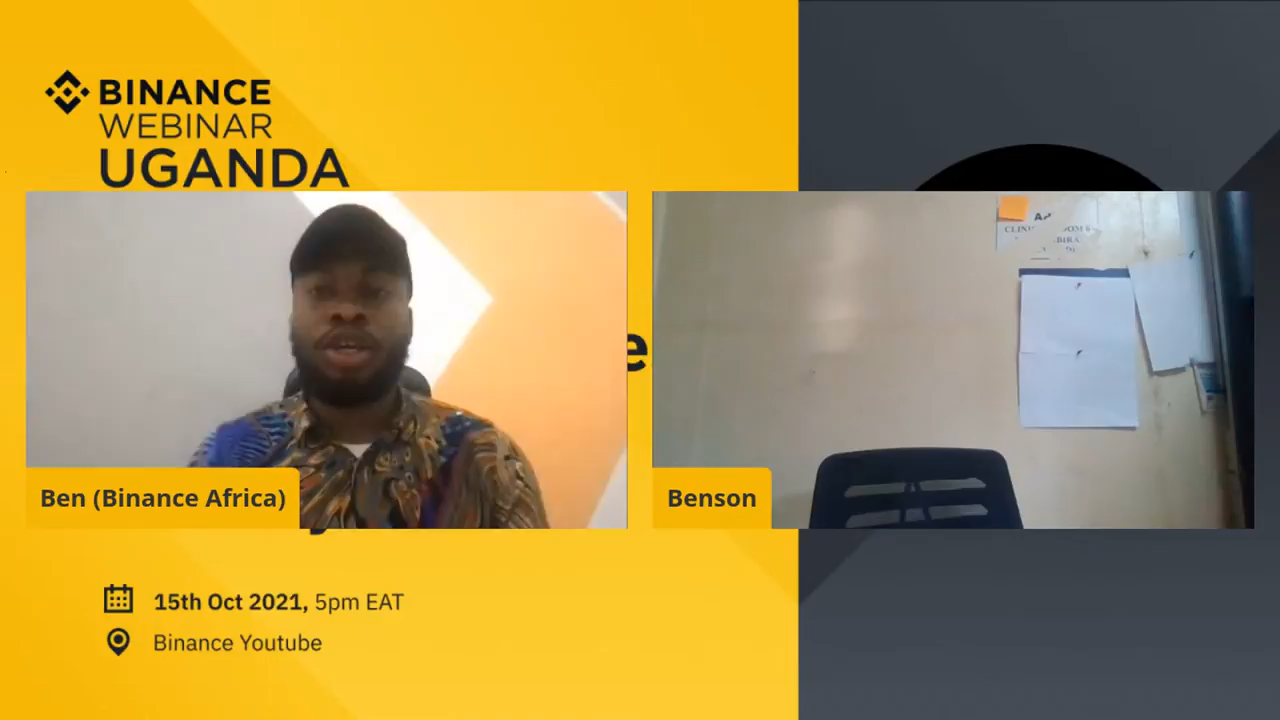 BINANCE
WEBINAR
UGANDA
e
Ben (Binance Africa)
Benson
15th Oct 2021, 5pm EAT
Binance Youtube